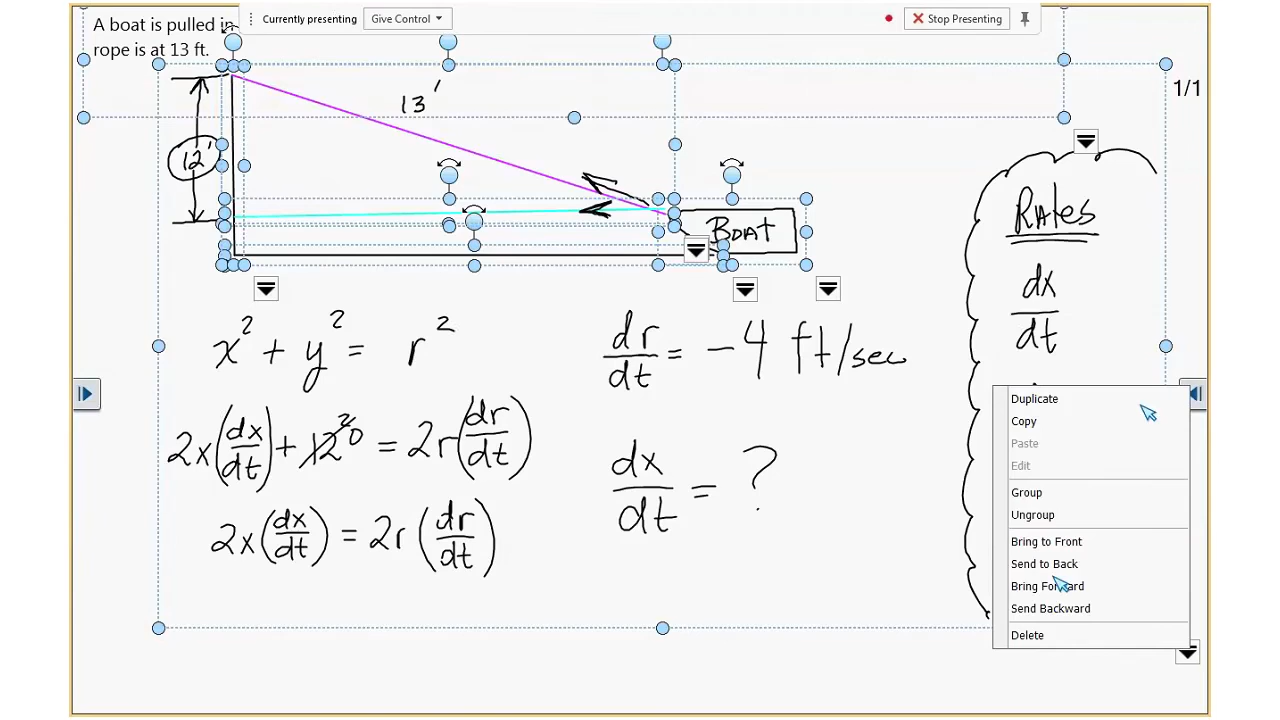 A boat is pulled in
rope is at 13 ft.
Currently presenting
Give Control
Stop Presenting
1/1
13'
12'
BOAT
x² + y² = r²
2x(dx/dt) + 12² 0 = 2r(dr/dt)
2x(dx/dt) = 2r(dr/dt)
dr/dt = -4 ft/sec
dx/dt = ?
Rates
dx/dt
Duplicate
Copy
Paste
Edit
Group
Ungroup
Bring to Front
Send to Back
Bring Forward
Send Backward
Delete